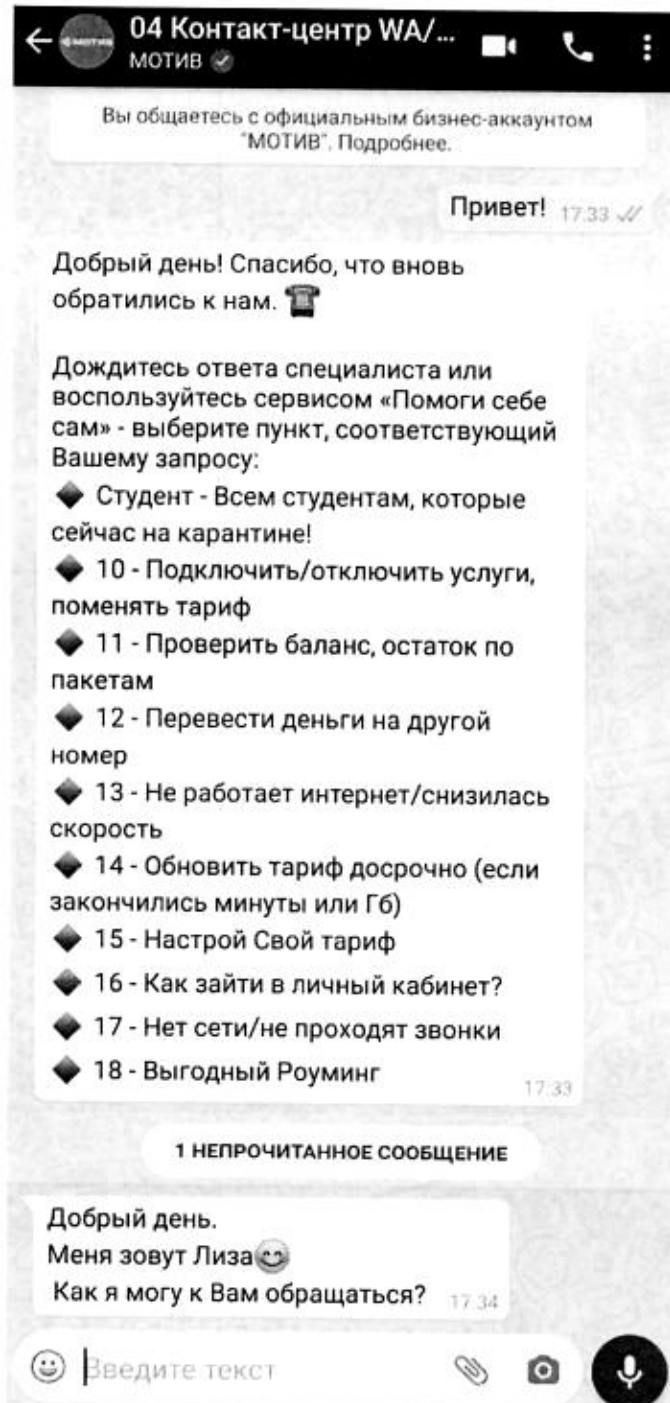 04 Контакт-центр WA/...
МОТИВ
Вы общаетесь с официальным бизнес-аккаунтом
"МОТИВ". Подробнее.
Привет! 17:33
Добрый день! Спасибо, что вновь
обратились к нам.
Дождитесь ответа специалиста или
воспользуйтесь сервисом «Помоги себе
сам» - выберите пункт, соответствующий
Вашему запросу:
Студент - Всем студентам, которые
сейчас на карантине!
10 - Подключить/отключить услуги,
поменять тариф
11 - Проверить баланс, остаток по
пакетам
12 - Перевести деньги на другой
номер
13 - Не работает интернет/снизилась
скорость
14 - Обновить тариф досрочно (если
закончились минуты или Гб)
15 - Настрой Свой тариф
16 - Как зайти в личный кабинет?
17 - Нет сети/не проходят звонки
18 - Выгодный Роуминг
17:33
1 НЕПРОЧИТАННОЕ СООБЩЕНИЕ
Добрый день.
Меня зовут Лиза
Как я могу к Вам обращаться? 17:34
Введите текст